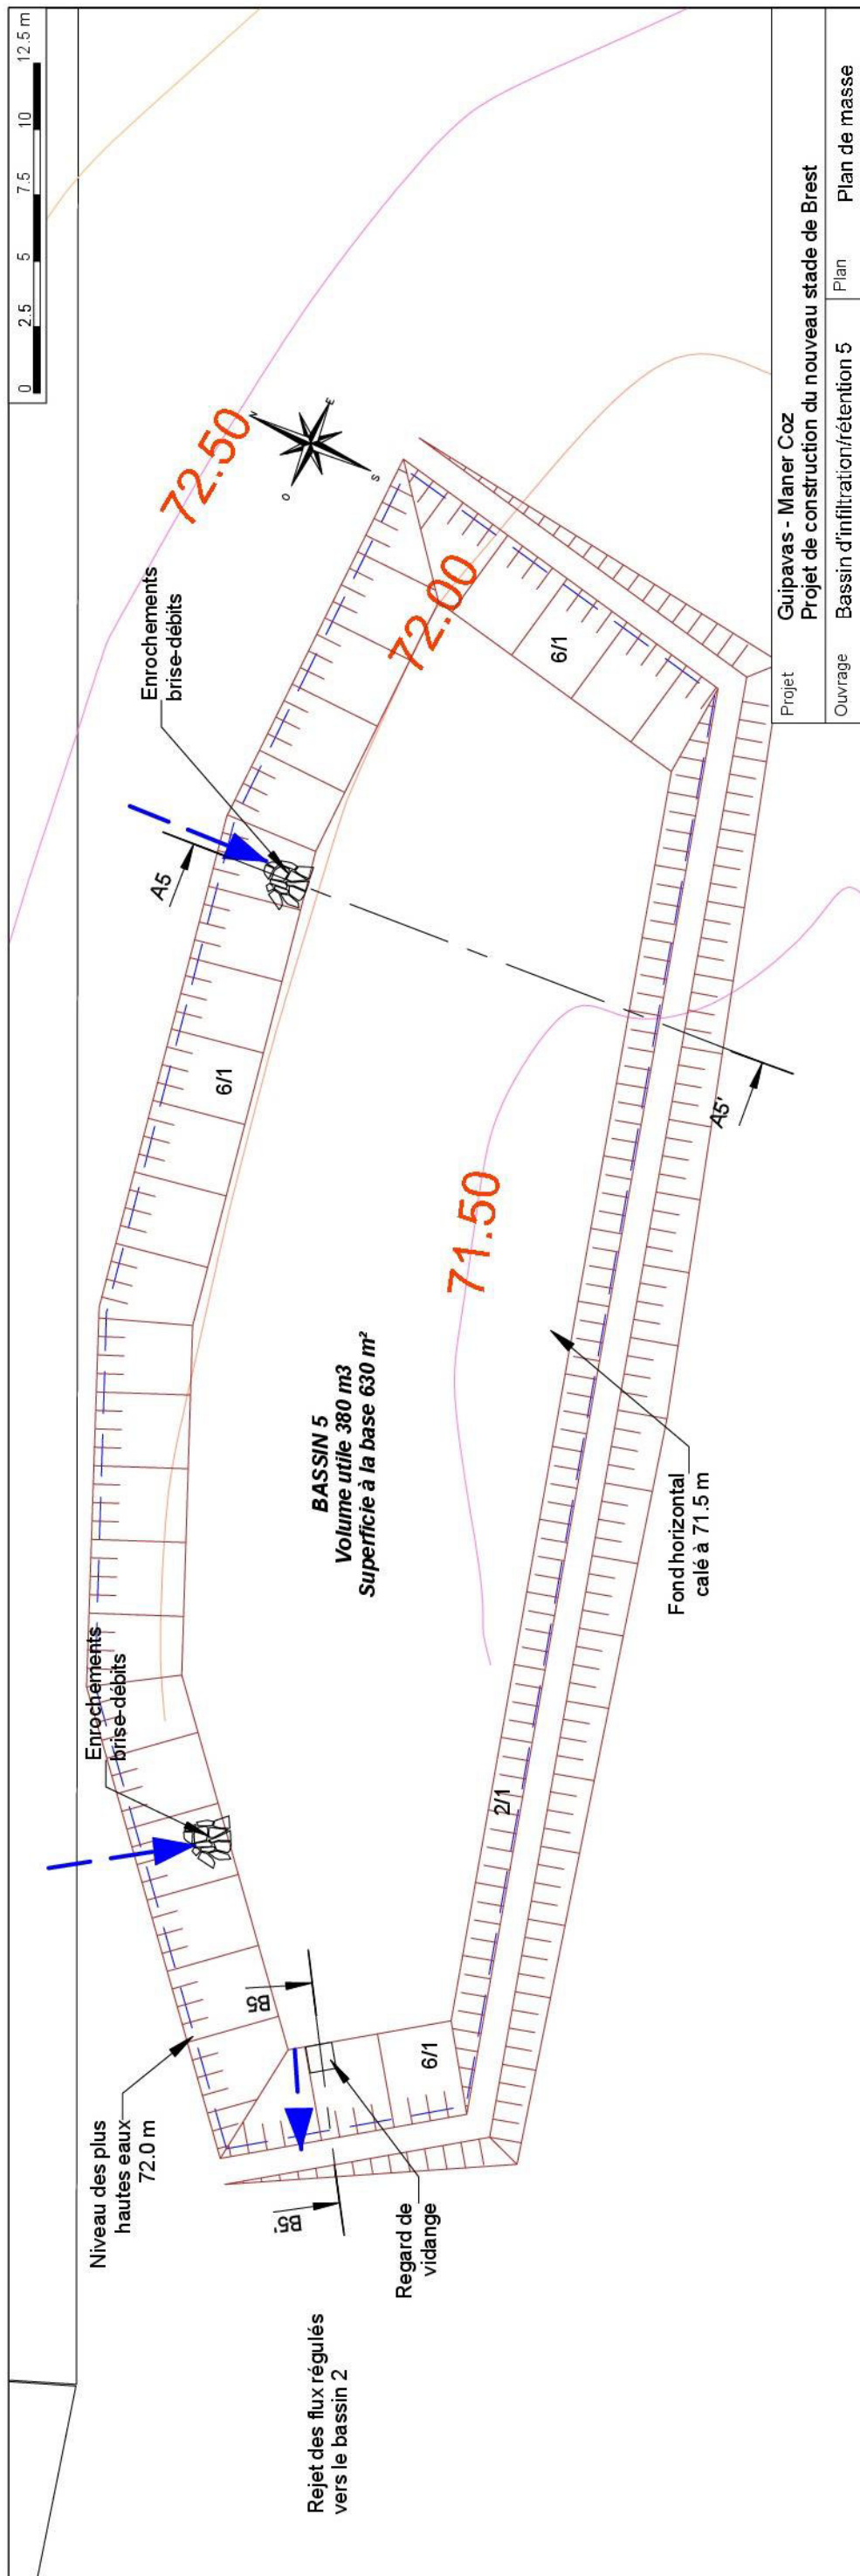 0 2.5 5 7.5 10 12.5 m
72.50
N
E
S
O
Enrochements
brise-débits
72.00
A5
6/1
6/1
A5'
71.50
BASSIN 5
Volume utile 380 m3
Superficie à la base 630 m²
Fond horizontal
calé à 71.5 m
Enrochements
brise-débits
2/1
B5
6/1
Niveau des plus
hautes eaux
72.0 m
B5'
Regard de
vidange
Rejet des flux régulés
vers le bassin 2
Projet
Guipavas - Maner Coz
Projet de construction du nouveau stade de Brest
Ouvrage
Bassin d'infiltration/rétention 5
Plan
Plan de masse